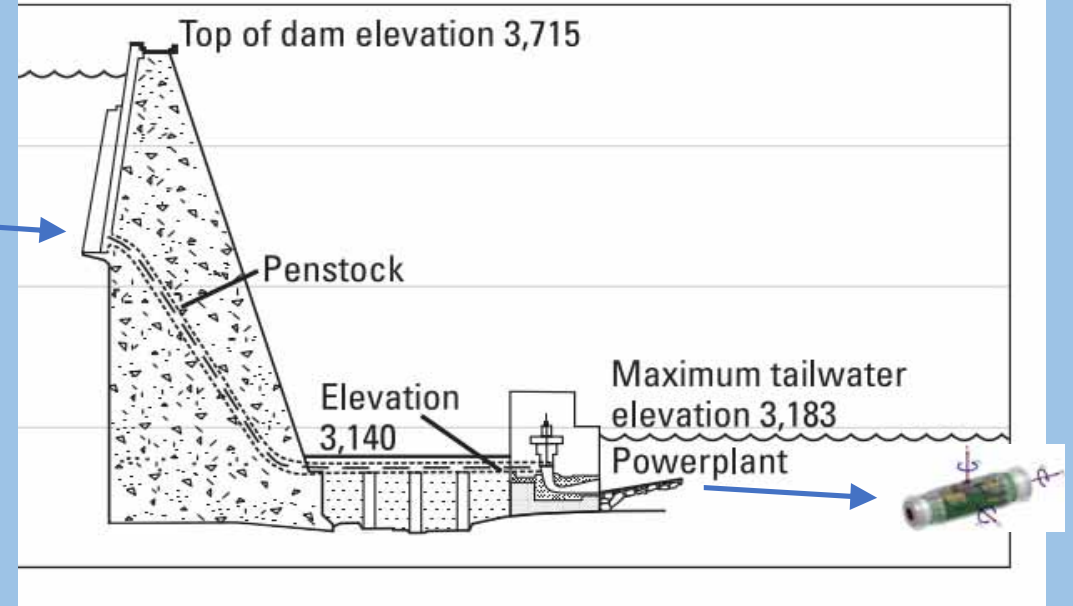 Top of dam elevation 3,715
Penstock
Elevation
3,140
Maximum tailwater
elevation 3,183
Powerplant